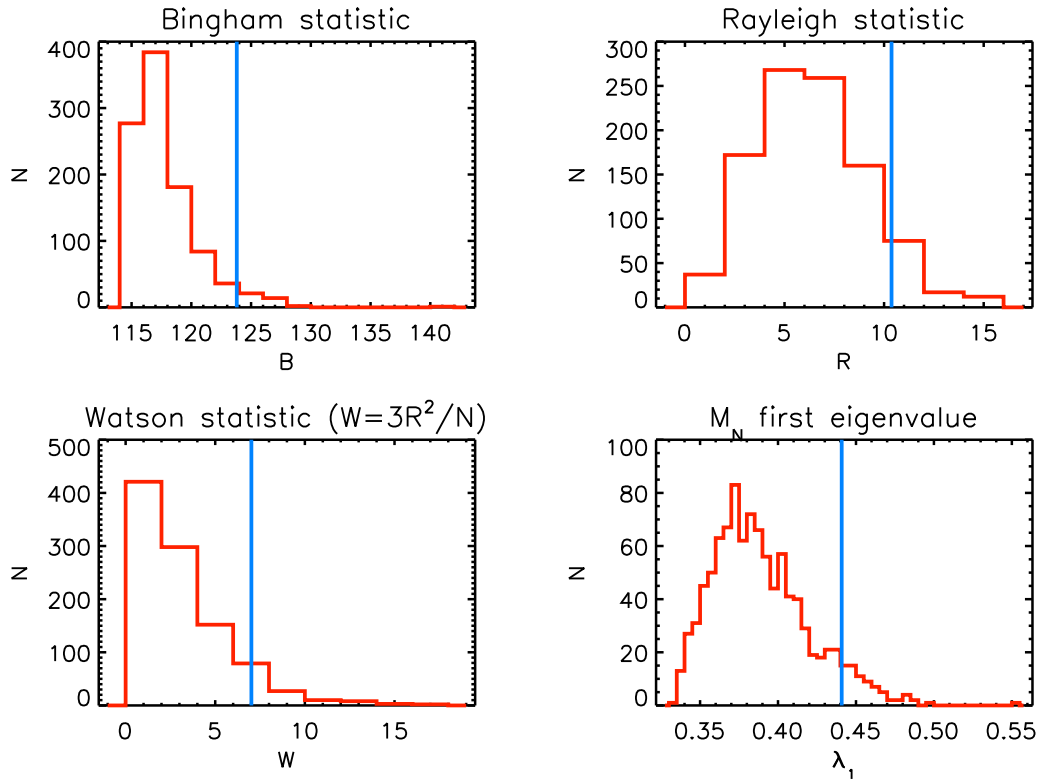 Bingham statistic
400
300
200
100
0
N
115 120 125 130 135 140
B
Rayleigh statistic
300
250
200
150
100
50
0
N
0 5 10 15
R
Watson statistic (W=3R²/N)
500
400
300
200
100
0
N
0 5 10 15
W
M_N first eigenvalue
100
80
60
40
20
0
N
0.35 0.40 0.45 0.50 0.55
λ₁